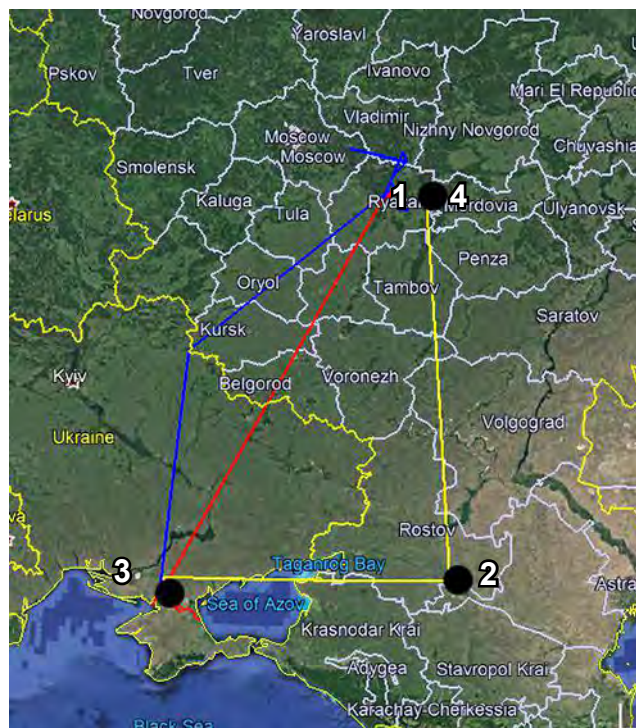 Novgorod
Yaroslavl
Pskov
Tver
Ivanovo
Mari El Republic
Vladimir
Nizhny Novgorod
Moscow
Moscow
Chuvashia
Smolensk
Kaluga
Tula
1
4
Mordovia
Ulyanovsk
elarus
Penza
Oryol
Tambov
Saratov
Kursk
Kyiv
Belgorod
Voronezh
Ukraine
Volgograd
va
Rostov
Taganrog Bay
3
2
Astra
Sea of Azov
Krasnodar Krai
Adygea
Stavropol Krai
Karachay-Cherkessia
Black Sea